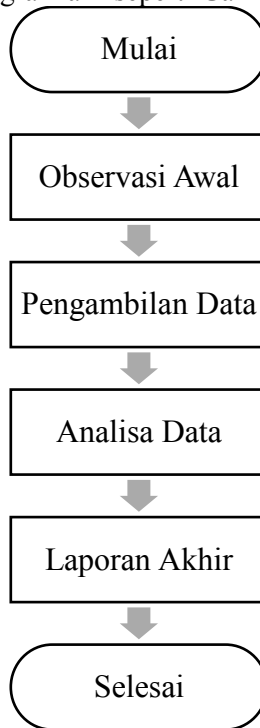 Mulai
Observasi Awal
Pengambilan Data
Analisa Data
Laporan Akhir
Selesai